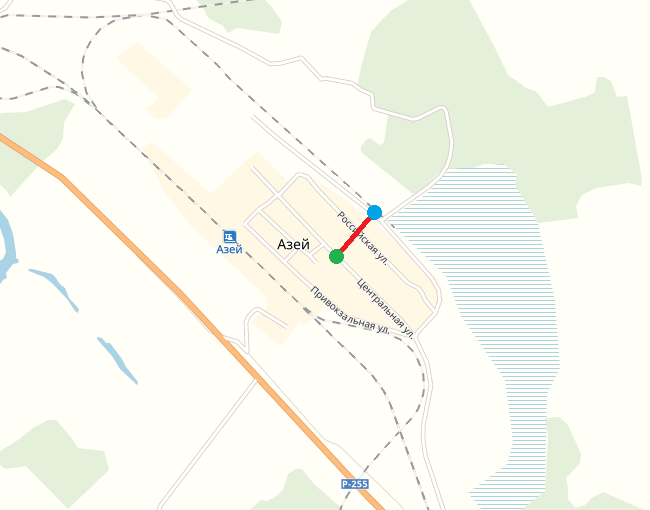 Российская ул.
Азей
Азей
Центральная ул.
Привокзальная ул.
Р-255